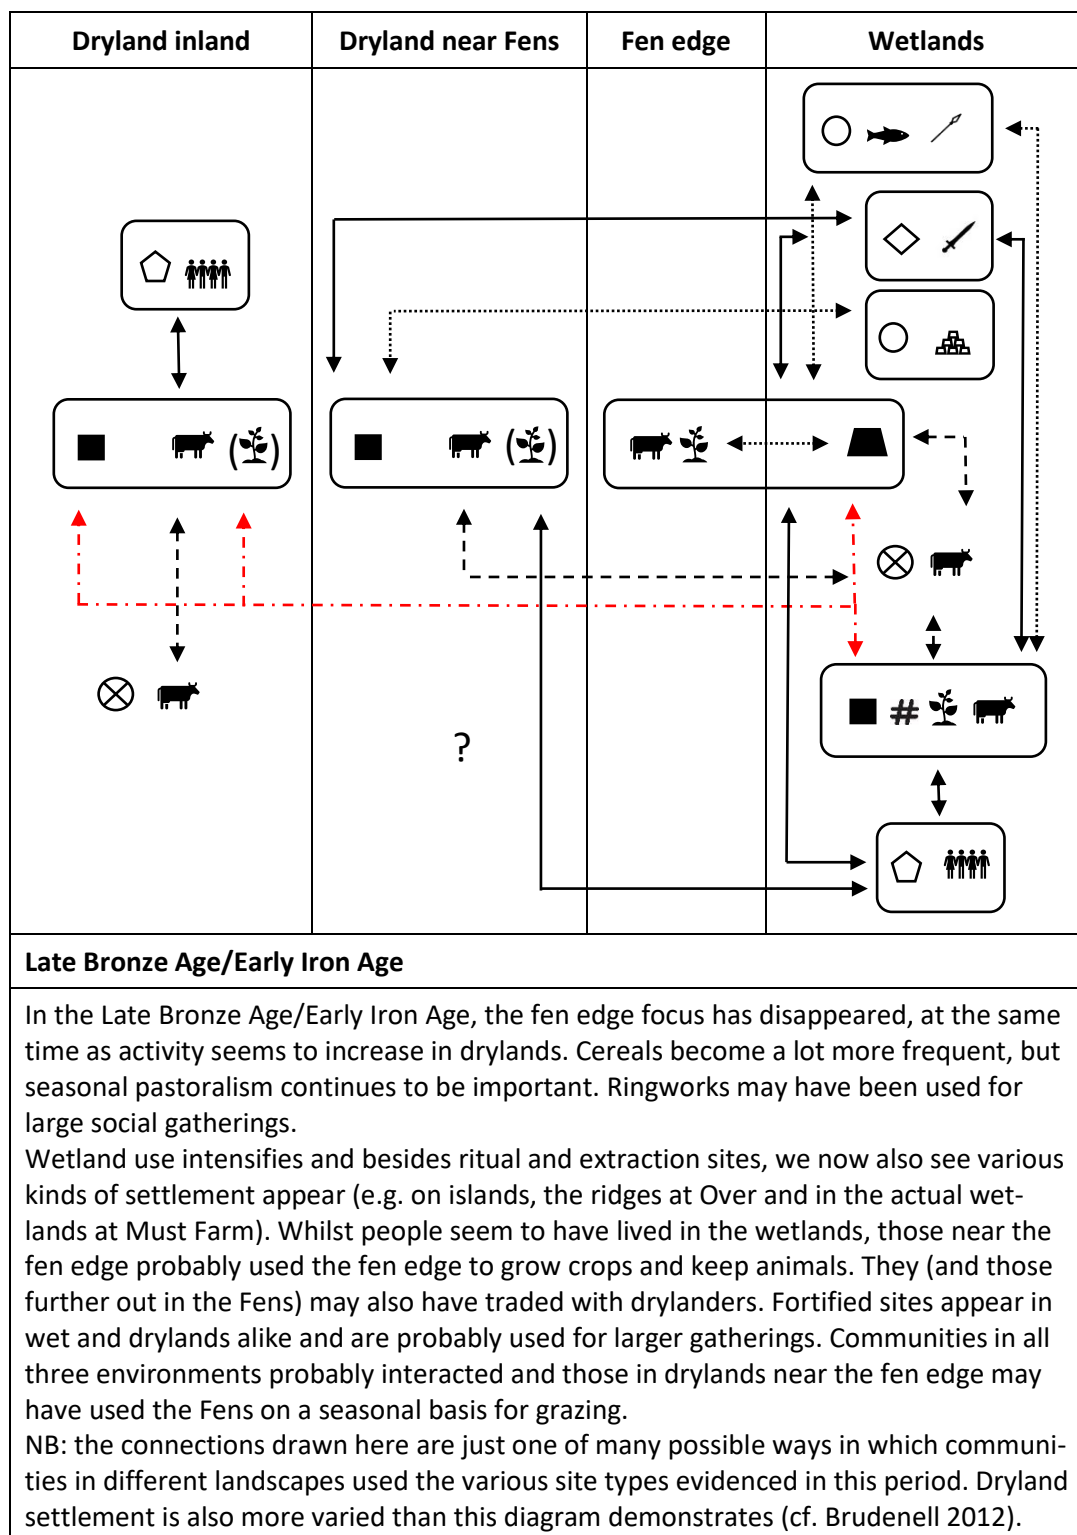 Dryland inland
Dryland near Fens
Fen edge
Wetlands
( )
( )
#
?
Late Bronze Age/Early Iron Age
In the Late Bronze Age/Early Iron Age, the fen edge focus has disappeared, at the same
time as activity seems to increase in drylands. Cereals become a lot more frequent, but
seasonal pastoralism continues to be important. Ringworks may have been used for
large social gatherings.
Wetland use intensifies and besides ritual and extraction sites, we now also see various
kinds of settlement appear (e.g. on islands, the ridges at Over and in the actual wet-
lands at Must Farm). Whilst people seem to have lived in the wetlands, those near the
fen edge probably used the fen edge to grow crops and keep animals. They (and those
further out in the Fens) may also have traded with drylanders. Fortified sites appear in
wet and drylands alike and are probably used for larger gatherings. Communities in all
three environments probably interacted and those in drylands near the fen edge may
have used the Fens on a seasonal basis for grazing.
NB: the connections drawn here are just one of many possible ways in which communi-
ties in different landscapes used the various site types evidenced in this period. Dryland
settlement is also more varied than this diagram demonstrates (cf. Brudenell 2012).